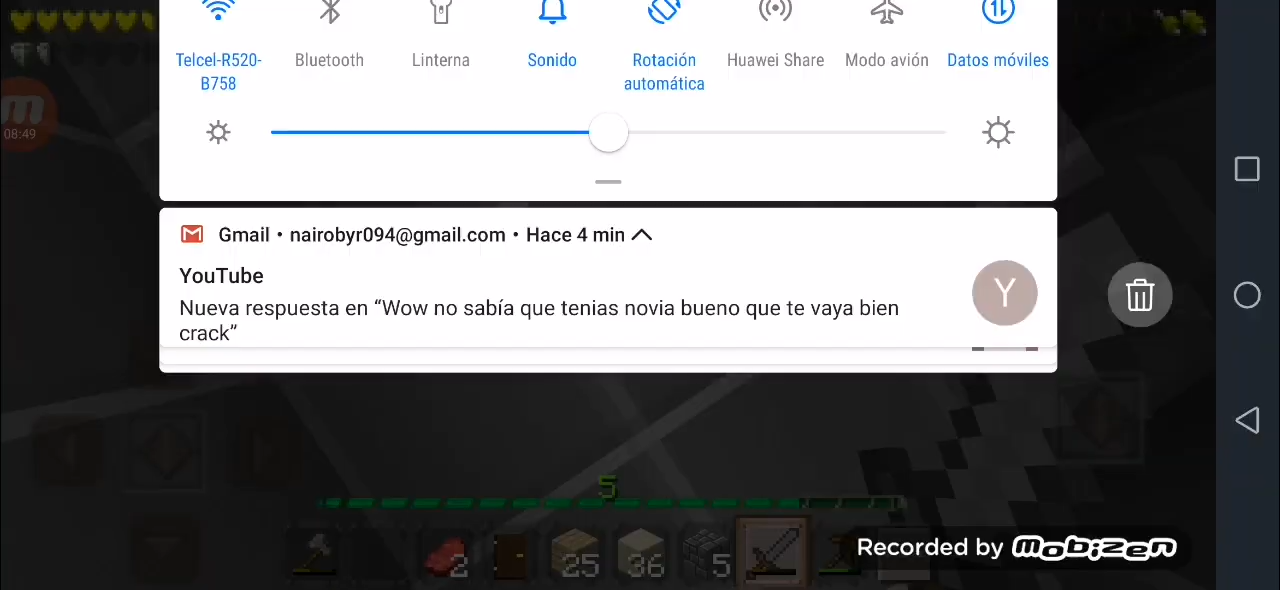 Telcel-R520-
B758
Bluetooth
Linterna
Sonido
Rotación
automática
Huawei Share
Modo avión
Datos móviles
08:49
Gmail • nairobyr094@gmail.com • Hace 4 min
YouTube
Y
Nueva respuesta en “Wow no sabía que tenias novia bueno que te vaya bien
crack”
5
2
25
36
5
Recorded by Mobizen